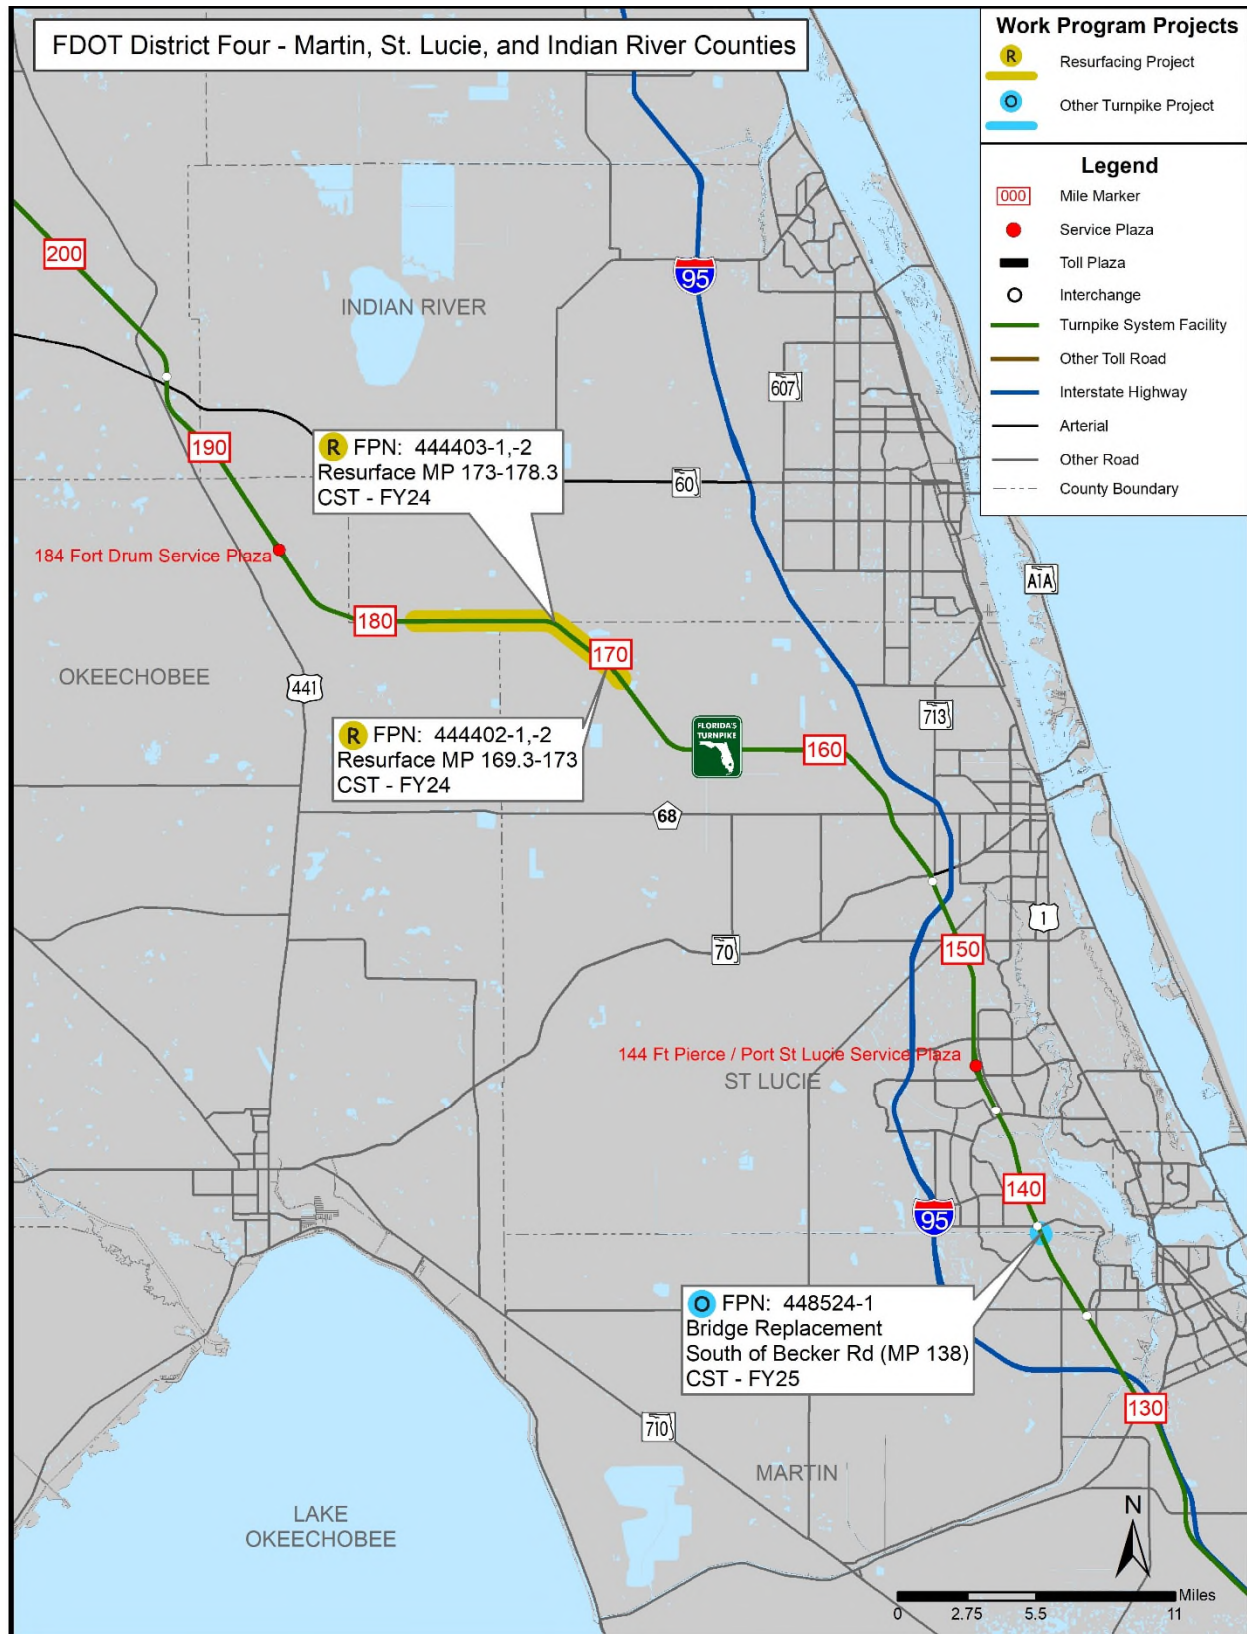 FDOT District Four - Martin, St. Lucie, and Indian River Counties
Work Program Projects
R
Resurfacing Project
O
Other Turnpike Project
Legend
000
Mile Marker
Service Plaza
Toll Plaza
Interchange
Turnpike System Facility
Other Toll Road
Interstate Highway
Arterial
Other Road
County Boundary
200
95
INDIAN RIVER
607
190
R FPN: 444403-1,-2
Resurface MP 173-178.3
CST - FY24
60
184 Fort Drum Service Plaza
A1A
180
170
OKEECHOBEE
441
713
R FPN: 444402-1,-2
Resurface MP 169.3-173
CST - FY24
FLORIDA'S
TURNPIKE
160
68
1
70
150
144 Ft Pierce / Port St Lucie Service Plaza
ST LUCIE
140
95
O FPN: 448524-1
Bridge Replacement
South of Becker Rd (MP 138)
CST - FY25
130
710
MARTIN
LAKE
OKEECHOBEE
N
Miles
0 2.75 5.5 11